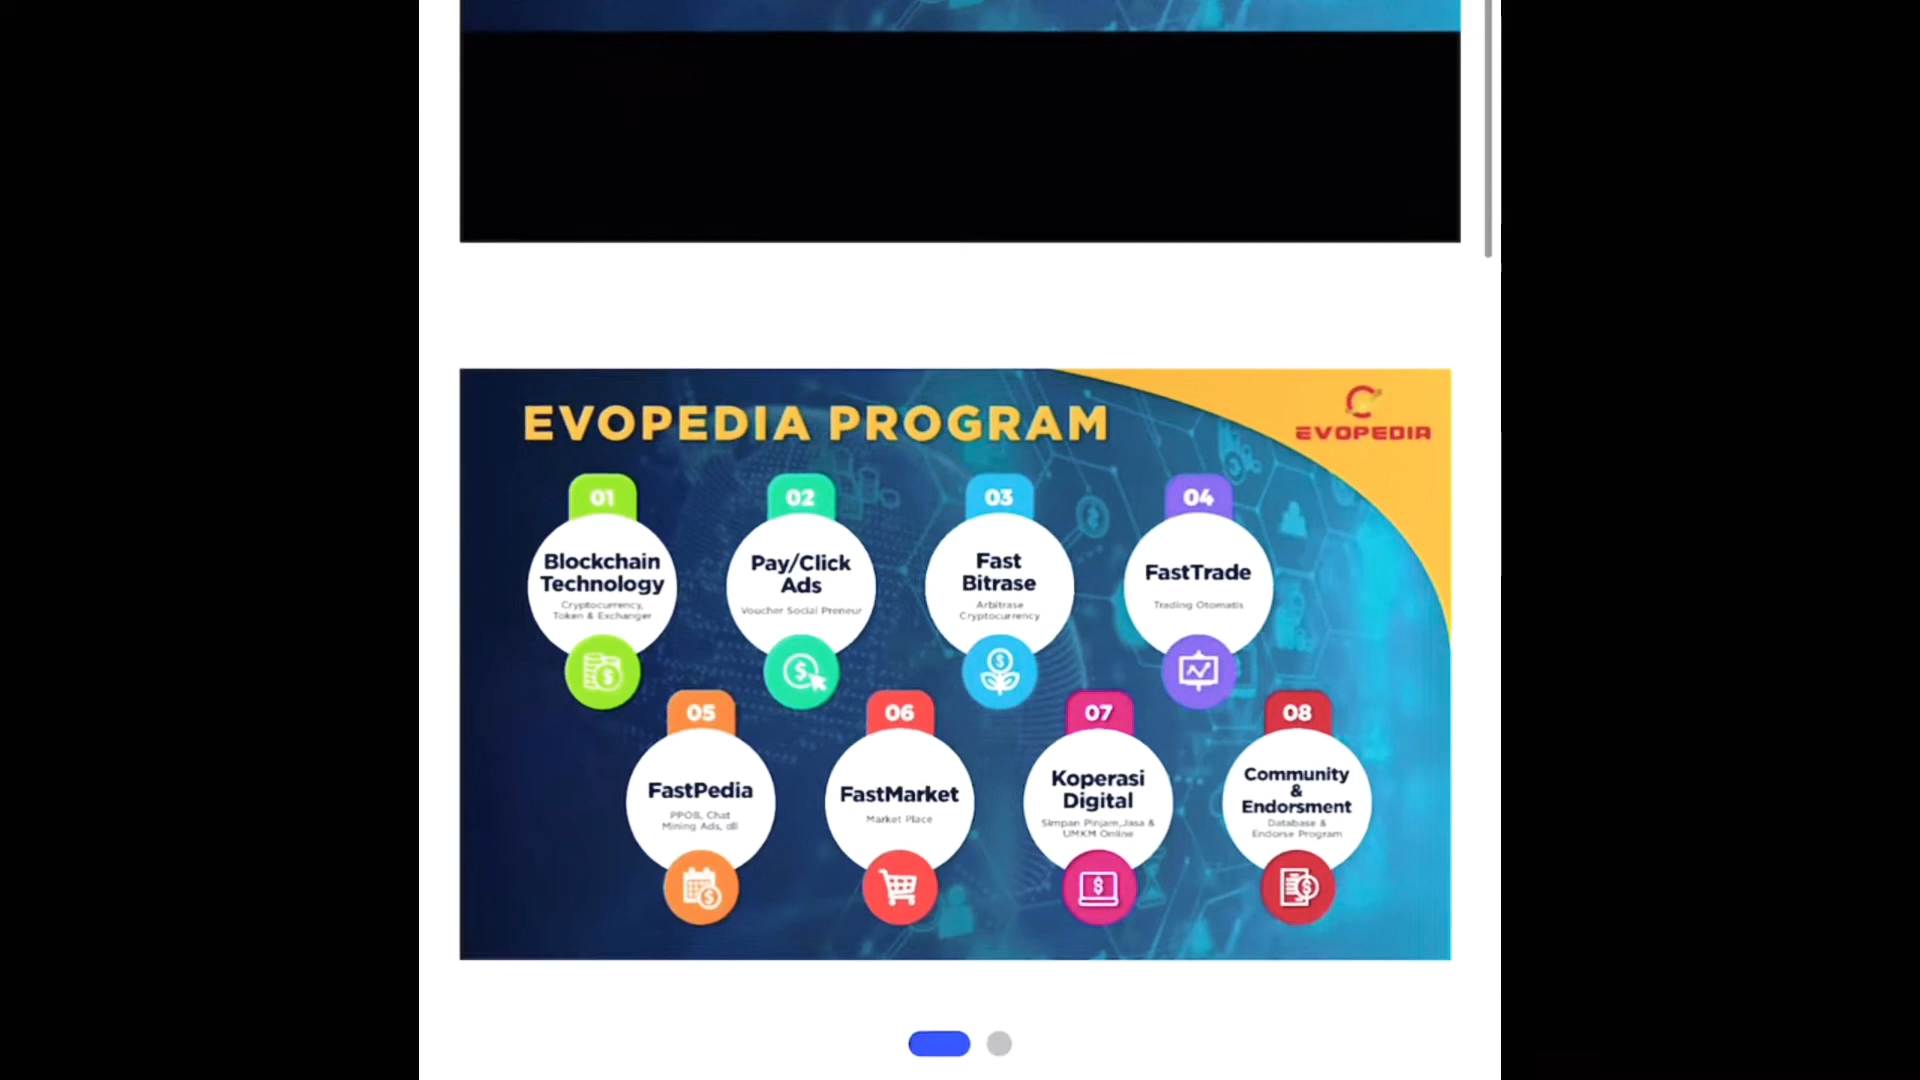 EVOPEDIA PROGRAM
EVOPEDIA
01
Blockchain
Technology
Cryptocurrency,
Token & Exchanger
02
Pay/Click
Ads
Voucher Social Preneur
03
Fast
Bitrase
Arbitrase
Cryptocurrency
04
FastTrade
Trading Otomatis
05
FastPedia
PPOB, Chat
Mining Ads, dll
06
FastMarket
Market Place
07
Koperasi
Digital
Simpan Pinjam,Jasa &
UMKM Online
08
Community
&
Endorsment
Database &
Endorse Program